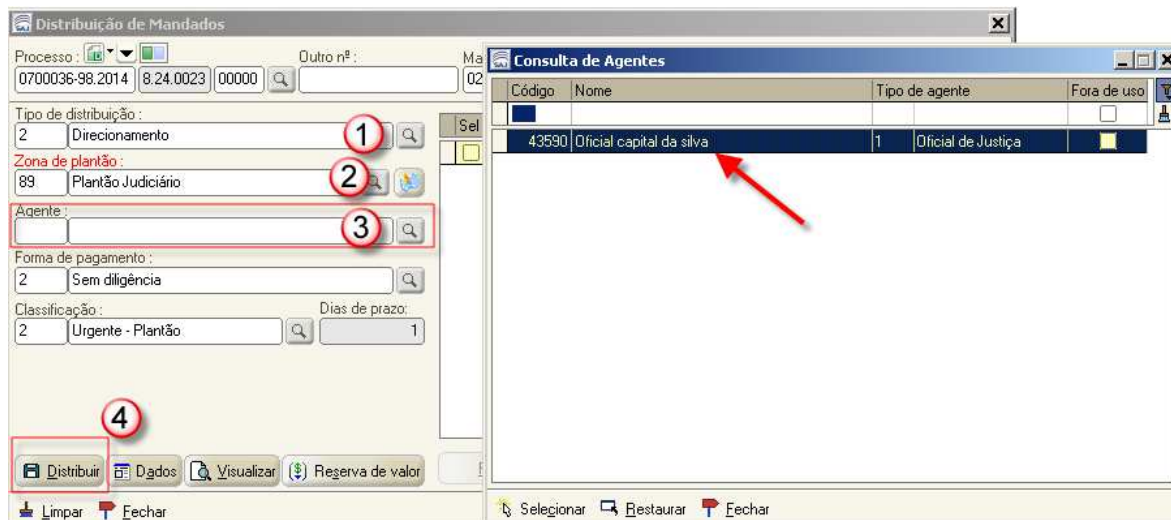 Distribuição de Mandados
Processo :
Outro nº :
Ma
0700036-98.2014 8.24.0023 00000
02
Tipo de distribuição :
2 Direcionamento
1
Zona de plantão :
89 Plantão Judiciário
2
Agente :
3
Forma de pagamento :
2 Sem diligência
Classificação :
Dias de prazo:
2 Urgente - Plantão
1
4
Sel
Distribuir Dados Visualizar Reserva de valor
Limpar Fechar
Consulta de Agentes
Código Nome Tipo de agente Fora de uso
43590 Oficial capital da silva 1 Oficial de Justiça
Selecionar Restaurar Fechar